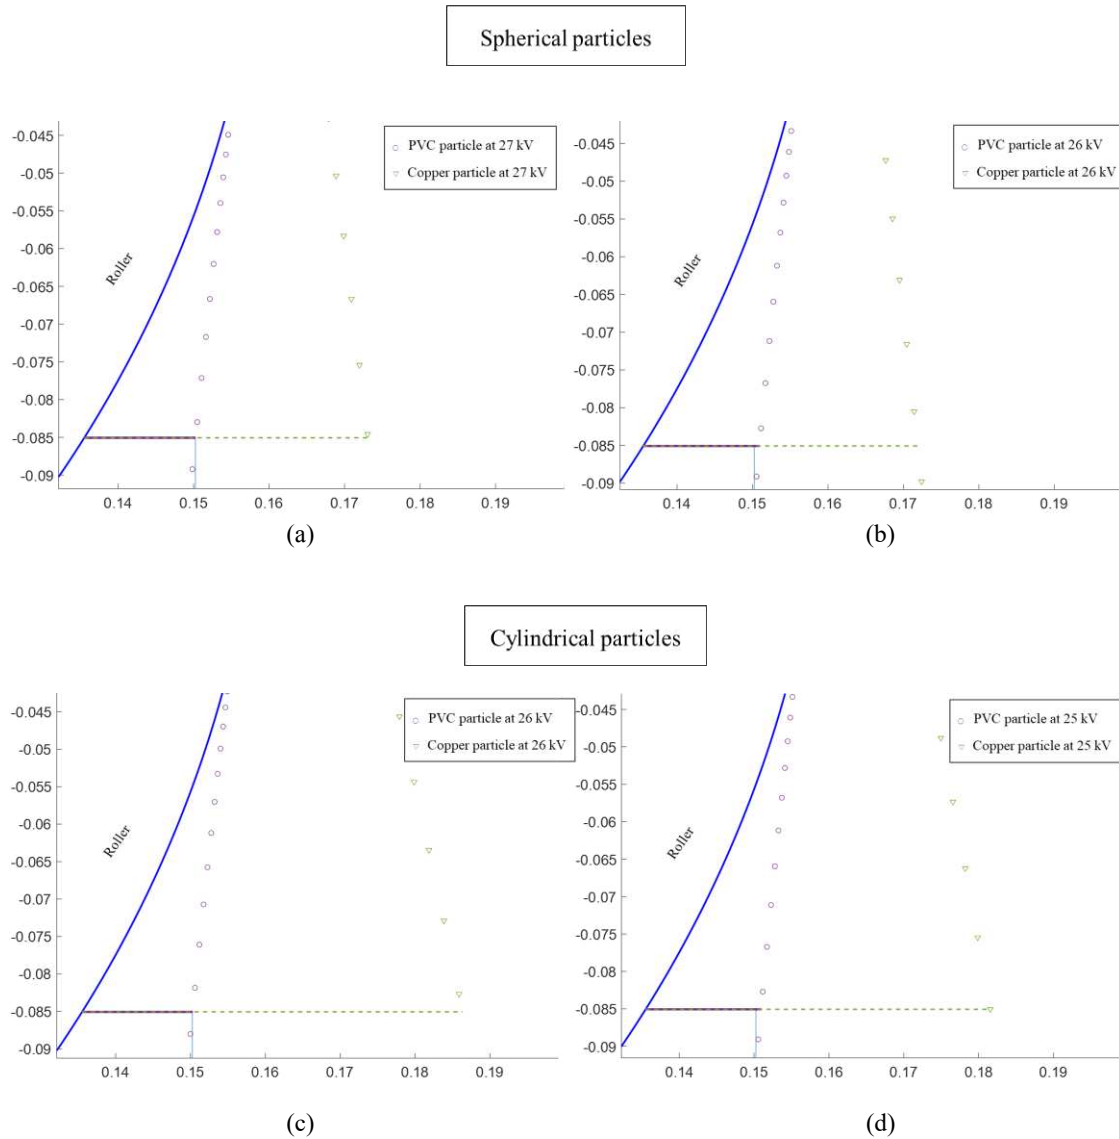 Spherical particles
-0.045
-0.05
-0.055
-0.06
-0.065
-0.07
-0.075
-0.08
-0.085
-0.09
0.14 0.15 0.16 0.17 0.18 0.19
Roller
PVC particle at 27 kV
Copper particle at 27 kV
(a)
-0.045
-0.05
-0.055
-0.06
-0.065
-0.07
-0.075
-0.08
-0.085
-0.09
0.14 0.15 0.16 0.17 0.18 0.19
Roller
PVC particle at 26 kV
Copper particle at 26 kV
(b)
Cylindrical particles
-0.045
-0.05
-0.055
-0.06
-0.065
-0.07
-0.075
-0.08
-0.085
-0.09
0.14 0.15 0.16 0.17 0.18 0.19
Roller
PVC particle at 26 kV
Copper particle at 26 kV
(c)
-0.045
-0.05
-0.055
-0.06
-0.065
-0.07
-0.075
-0.08
-0.085
-0.09
0.14 0.15 0.16 0.17 0.18 0.19
Roller
PVC particle at 25 kV
Copper particle at 25 kV
(d)